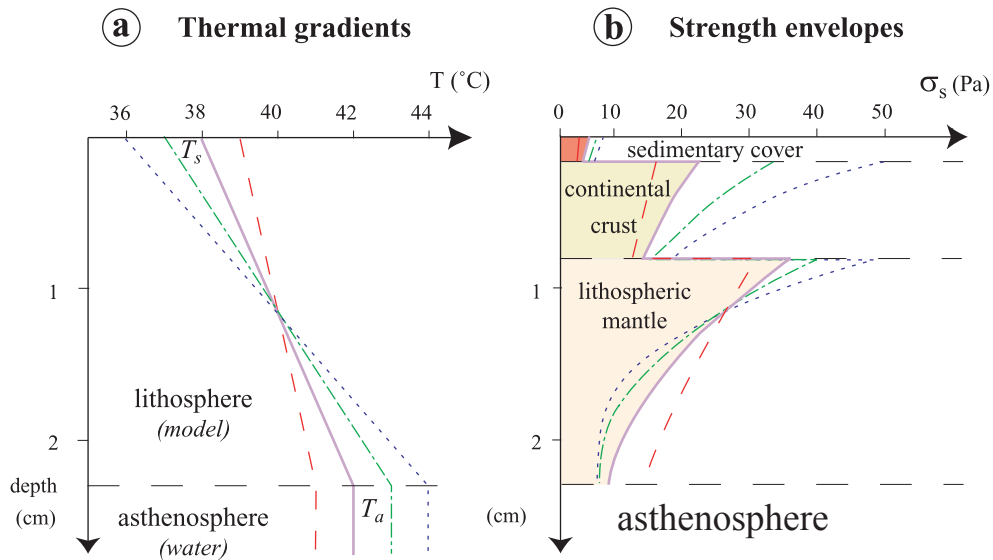 a Thermal gradients
T (˚C)
36 38 40 42 44
Ts
1
lithosphere
(model)
2
depth
(cm)
asthenosphere
(water)
Ta
b Strength envelopes
σs (Pa)
0 10 20 30 40 50
sedimentary cover
continental
crust
1
lithospheric
mantle
2
(cm)
asthenosphere